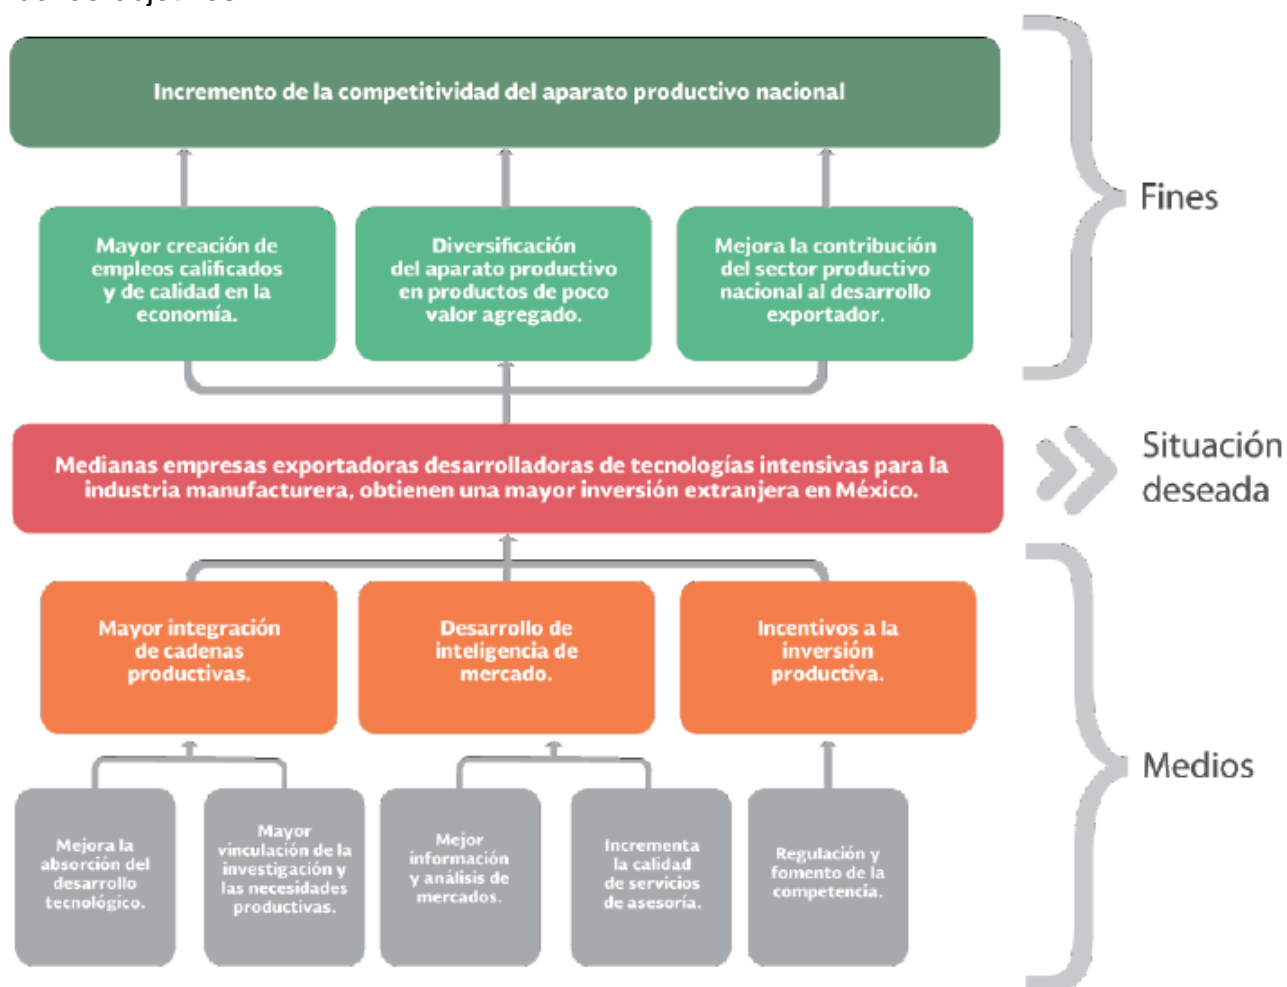 Incremento de la competitividad del aparato productivo nacional
Fines
Mayor creación de
empleos calificados
y de calidad en la
economía.
Diversificación
del aparato productivo
en productos de poco
valor agregado.
Mejora la contribución
del sector productivo
nacional al desarrollo
exportador.
Medianas empresas exportadoras desarrolladoras de tecnologías intensivas para la
industria manufacturera, obtienen una mayor inversión extranjera en México.
Situación
deseada
Mayor integración
de cadenas
productivas.
Desarrollo de
inteligencia de
mercado.
Incentivos a la
inversión
productiva.
Medios
Mejora la
absorción del
desarrollo
tecnológico.
Mayor
vinculación de la
investigación y
las necesidades
productivas.
Mejor
información
y análisis de
mercados.
Incrementa
la calidad
de servicios
de asesoría.
Regulación y
fomento de la
competencia.